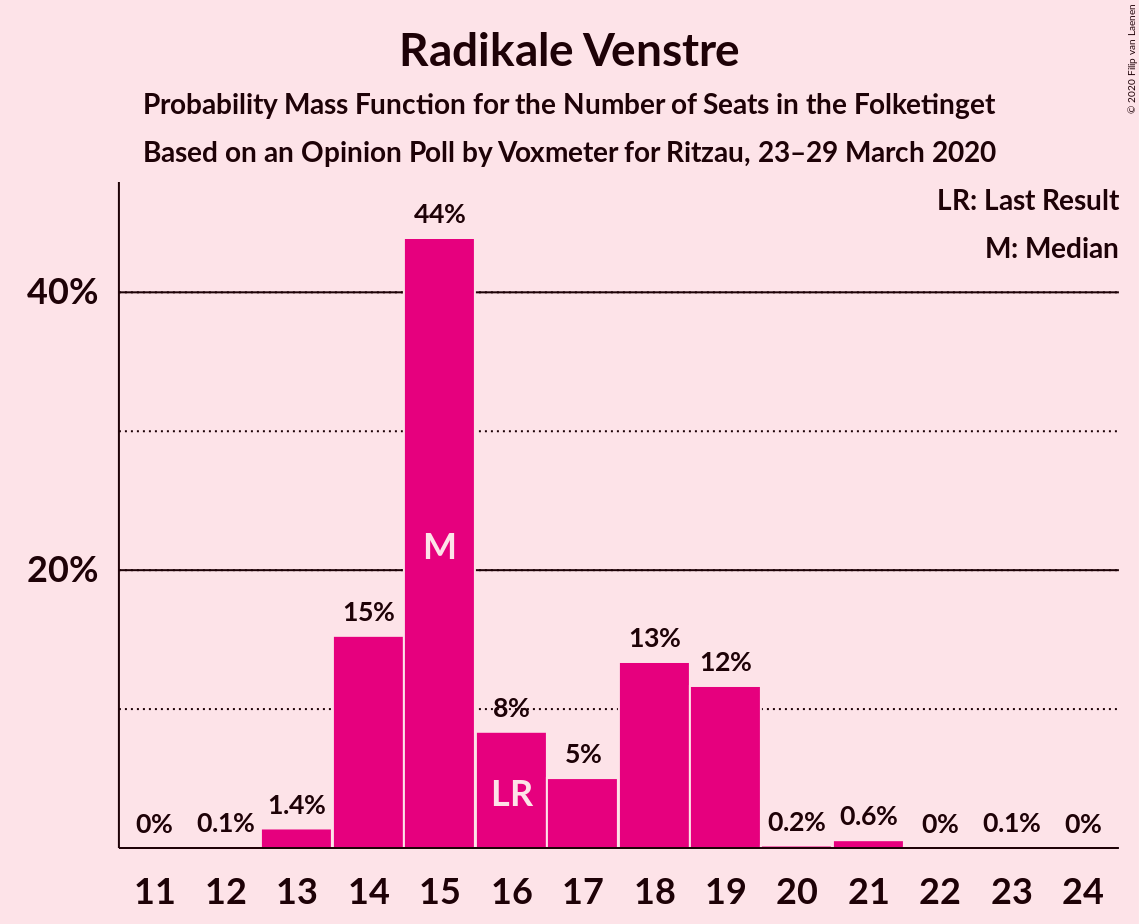 Radikale Venstre
Probability Mass Function for the Number of Seats in the Folketinget
Based on an Opinion Poll by Voxmeter for Ritzau, 23–29 March 2020
© 2020 Filip van Laenen
LR: Last Result
M: Median
40%
20%
0%
0.1%
1.4%
15%
44%
8%
5%
13%
12%
0.2%
0.6%
0%
0.1%
0%
M
LR
11 12 13 14 15 16 17 18 19 20 21 22 23 24